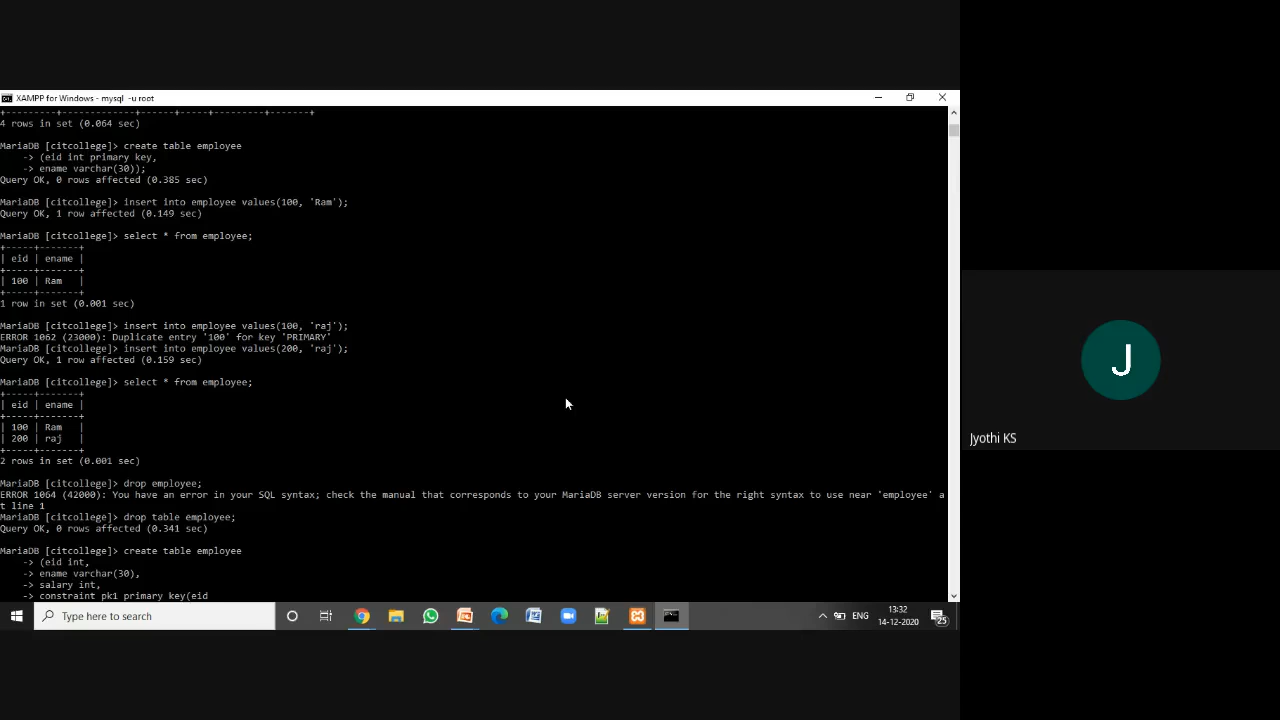 XAMPP for Windows - mysql -u root
+---------+-------------+------+-----+---------+-------+
4 rows in set (0.064 sec)
MariaDB [citcollege]> create table employee
-> (eid int primary key,
-> ename varchar(30));
Query OK, 0 rows affected (0.385 sec)
MariaDB [citcollege]> insert into employee values(100, 'Ram');
Query OK, 1 row affected (0.149 sec)
MariaDB [citcollege]> select * from employee;
+-----+-------+
| eid | ename |
+-----+-------+
| 100 | Ram   |
+-----+-------+
1 row in set (0.001 sec)
MariaDB [citcollege]> insert into employee values(100, 'raj');
ERROR 1062 (23000): Duplicate entry '100' for key 'PRIMARY'
MariaDB [citcollege]> insert into employee values(200, 'raj');
Query OK, 1 row affected (0.159 sec)
MariaDB [citcollege]> select * from employee;
+-----+-------+
| eid | ename |
+-----+-------+
| 100 | Ram   |
| 200 | raj   |
+-----+-------+
2 rows in set (0.001 sec)
MariaDB [citcollege]> drop employee;
ERROR 1064 (42000): You have an error in your SQL syntax; check the manual that corresponds to your MariaDB server version for the right syntax to use near 'employee' a
t line 1
MariaDB [citcollege]> drop table employee;
Query OK, 0 rows affected (0.341 sec)
MariaDB [citcollege]> create table employee
-> (eid int,
-> ename varchar(30),
-> salary int,
-> constraint pk1 primary key(eid
Type here to search
ENG
13:32
14-12-2020
25
J
Jyothi KS